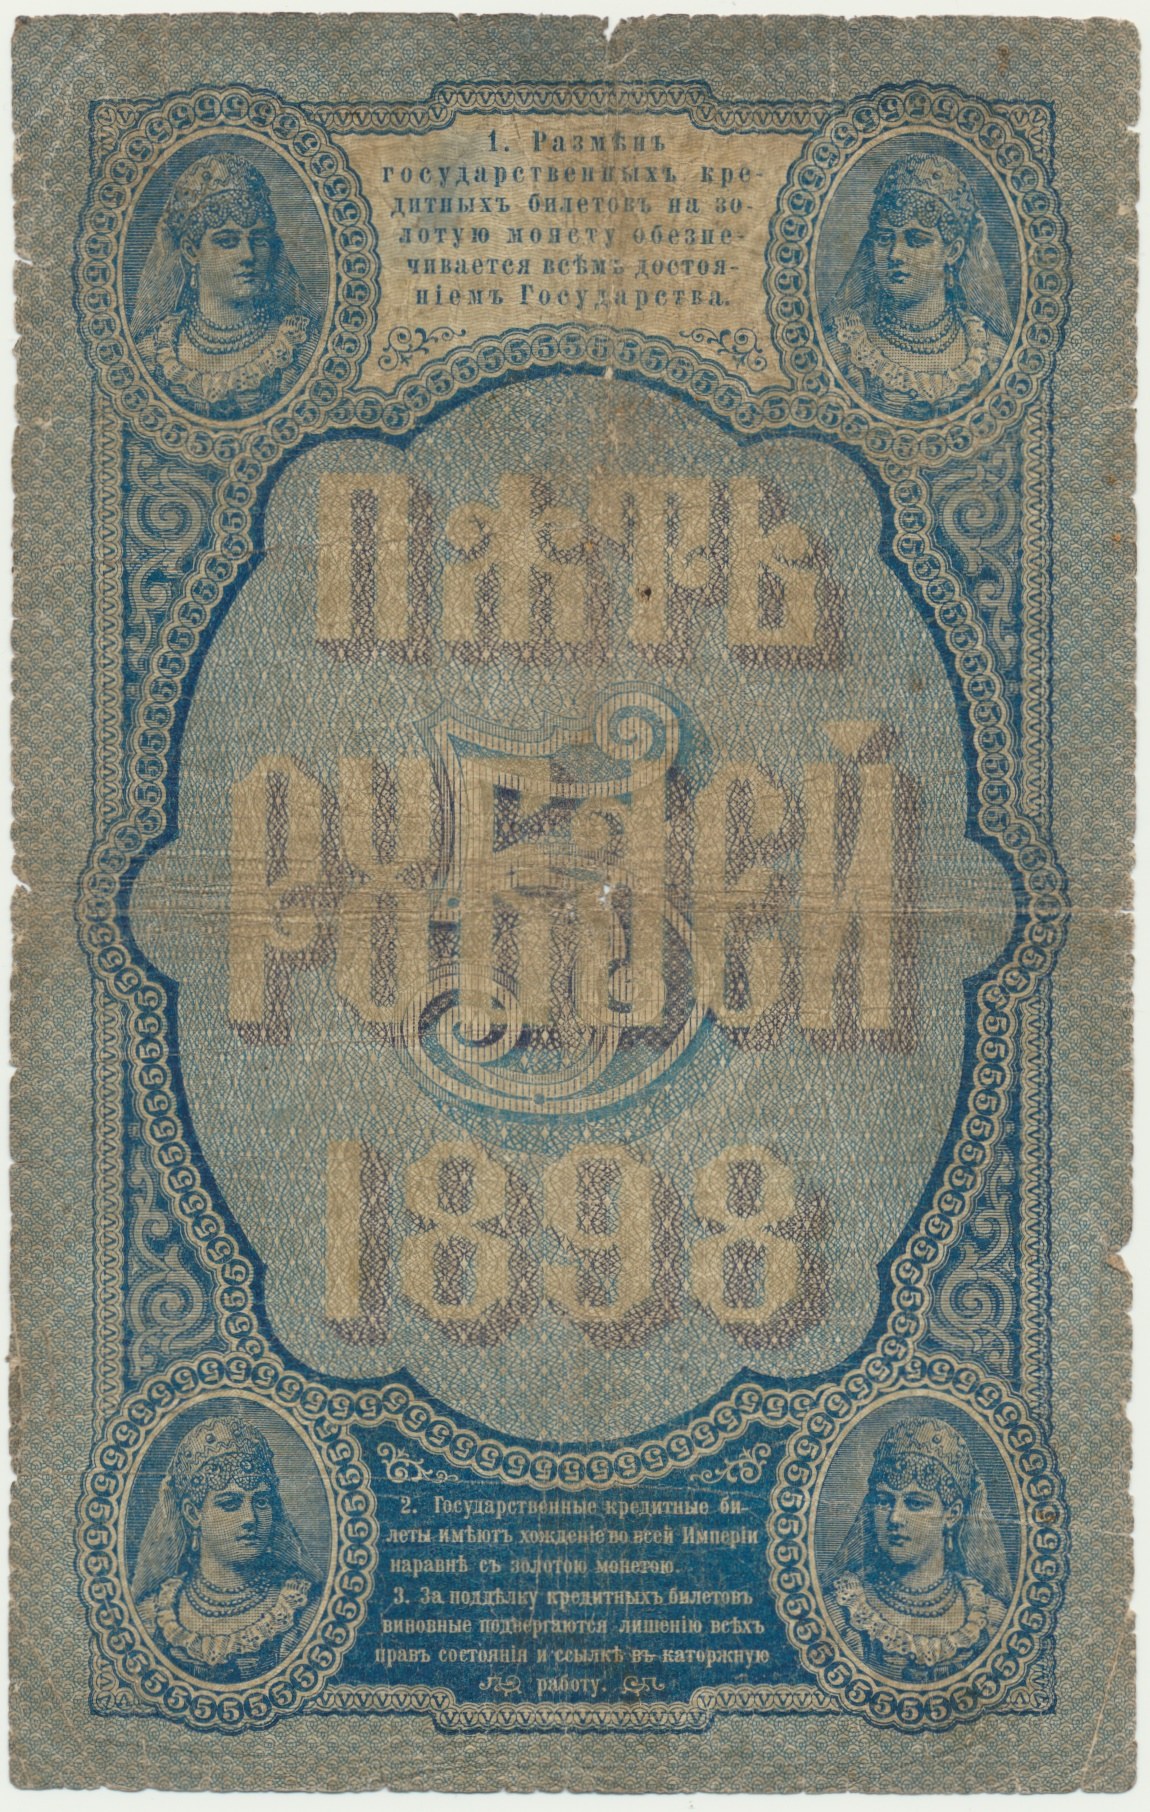 1. Размѣнъ
государственныхъ кре-
дитныхъ билетовъ на зо-
лотую монету обезпе-
чивается всѣмъ достоя-
ніемъ Государства.
ПѦТЬ
РУБЛЕЙ
5
1898
2. Государственные кредитные би-
леты имѣютъ хожденіе во всей Имперіи
наравнѣ съ золотою монетою.
3. За поддѣлку кредитныхъ билетовъ
виновные подвергаются лишенію всѣхъ
правъ состоянія и ссылкѣ въ каторжную
работу.